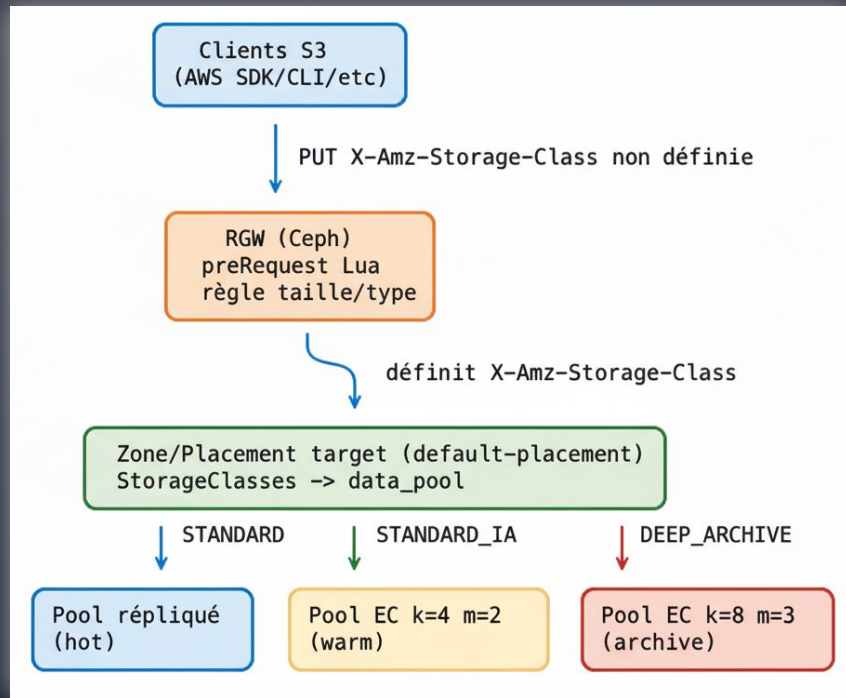 Clients S3
(AWS SDK/CLI/etc)
PUT X-Amz-Storage-Class non définie
RGW (Ceph)
preRequest Lua
règle taille/type
définit X-Amz-Storage-Class
Zone/Placement target (default-placement)
StorageClasses -> data_pool
STANDARD
STANDARD_IA
DEEP_ARCHIVE
Pool répliqué
(hot)
Pool EC k=4 m=2
(warm)
Pool EC k=8 m=3
(archive)